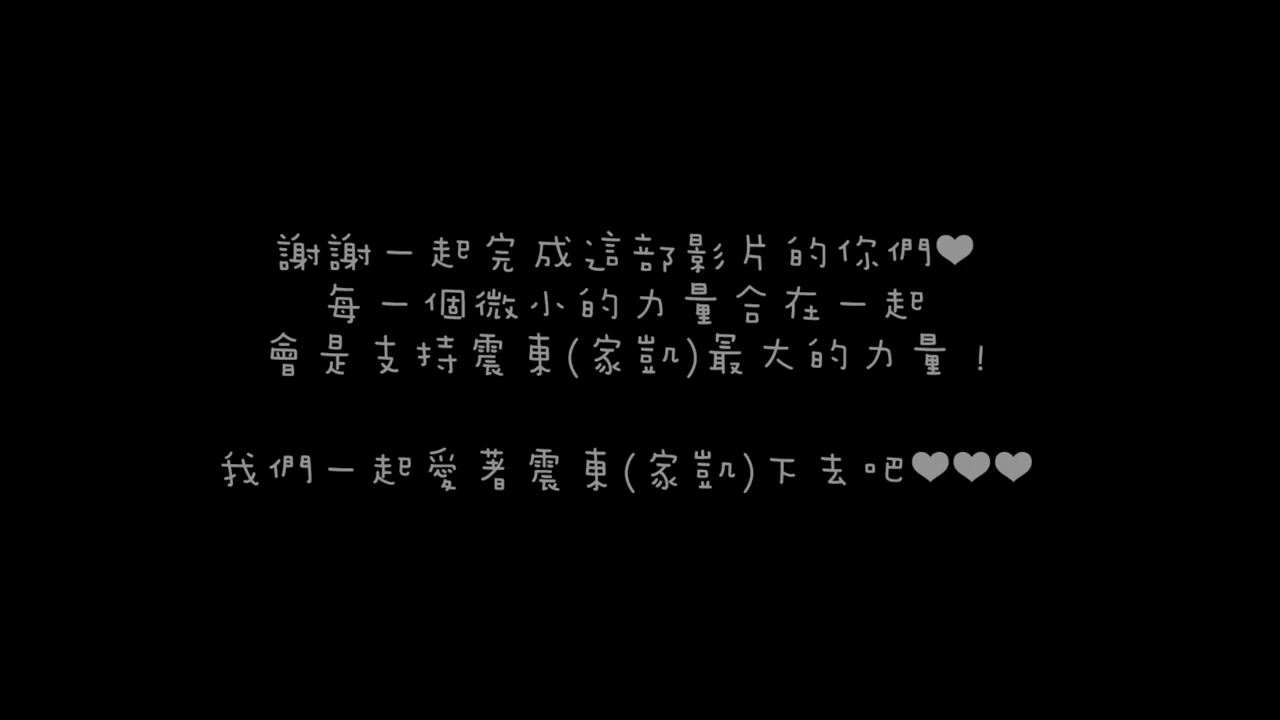 謝謝一起完成這部影片的你們♥
每一個微小的力量合在一起
會是支持震東(家凱)最大的力量！
我們一起愛著震東(家凱)下去吧♥♥♥